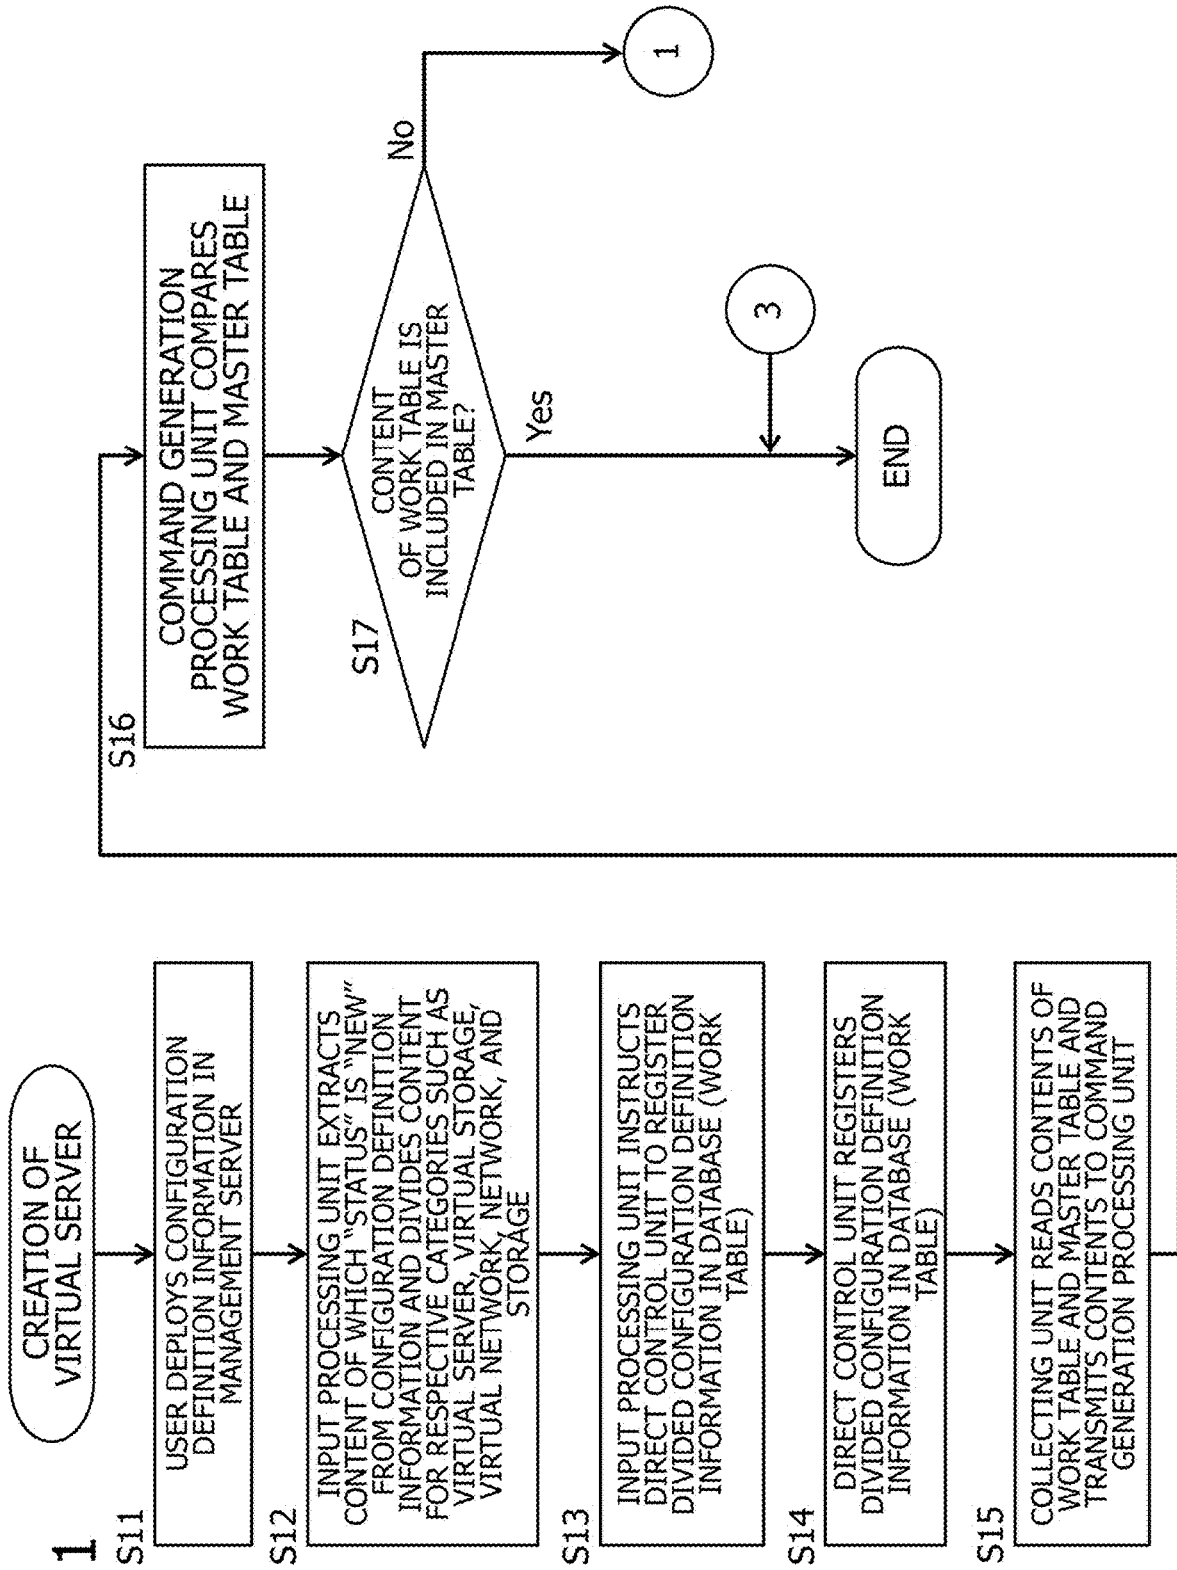 1
CREATION OF
VIRTUAL SERVER
S11
USER DEPLOYS CONFIGURATION
DEFINITION INFORMATION IN
MANAGEMENT SERVER
S12
INPUT PROCESSING UNIT EXTRACTS
CONTENT OF WHICH “STATUS” IS “NEW”
FROM CONFIGURATION DEFINITION
INFORMATION AND DIVIDES CONTENT
FOR RESPECTIVE CATEGORIES SUCH AS
VIRTUAL SERVER, VIRTUAL STORAGE,
VIRTUAL NETWORK, NETWORK, AND
STORAGE
S13
INPUT PROCESSING UNIT INSTRUCTS
DIRECT CONTROL UNIT TO REGISTER
DIVIDED CONFIGURATION DEFINITION
INFORMATION IN DATABASE (WORK
TABLE)
S14
DIRECT CONTROL UNIT REGISTERS
DIVIDED CONFIGURATION DEFINITION
INFORMATION IN DATABASE (WORK
TABLE)
S15
COLLECTING UNIT READS CONTENTS OF
WORK TABLE AND MASTER TABLE AND
TRANSMITS CONTENTS TO COMMAND
GENERATION PROCESSING UNIT
S16
COMMAND GENERATION
PROCESSING UNIT COMPARES
WORK TABLE AND MASTER TABLE
S17
CONTENT
OF WORK TABLE IS
INCLUDED IN MASTER
TABLE?
No
1
Yes
3
END